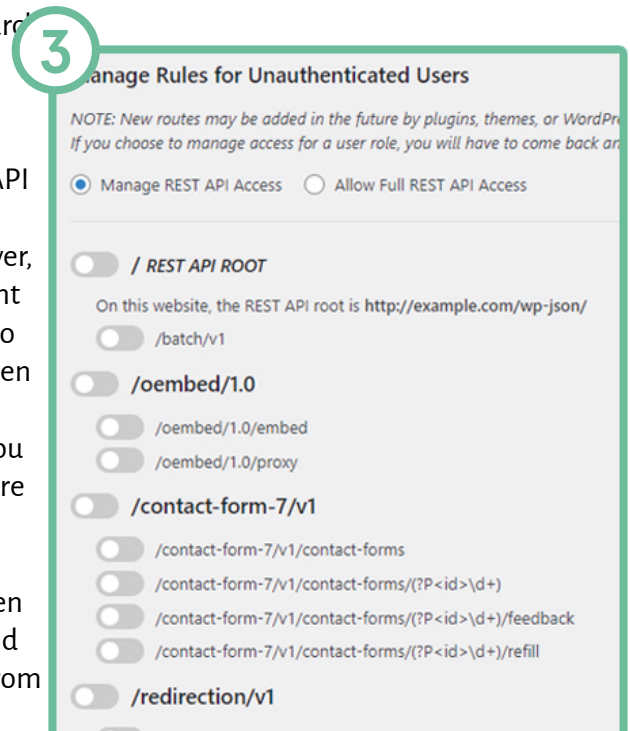 3
Manage Rules for Unauthenticated Users
NOTE: New routes may be added in the future by plugins, themes, or WordPre
If you choose to manage access for a user role, you will have to come back an
Manage REST API Access Allow Full REST API Access
/ REST API ROOT
On this website, the REST API root is http://example.com/wp-json/
/batch/v1
/oembed/1.0
/oembed/1.0/embed
/oembed/1.0/proxy
/contact-form-7/v1
/contact-form-7/v1/contact-forms
/contact-form-7/v1/contact-forms/(?P<id>\d+)
/contact-form-7/v1/contact-forms/(?P<id>\d+)/feedback
/contact-form-7/v1/contact-forms/(?P<id>\d+)/refill
/redirection/v1